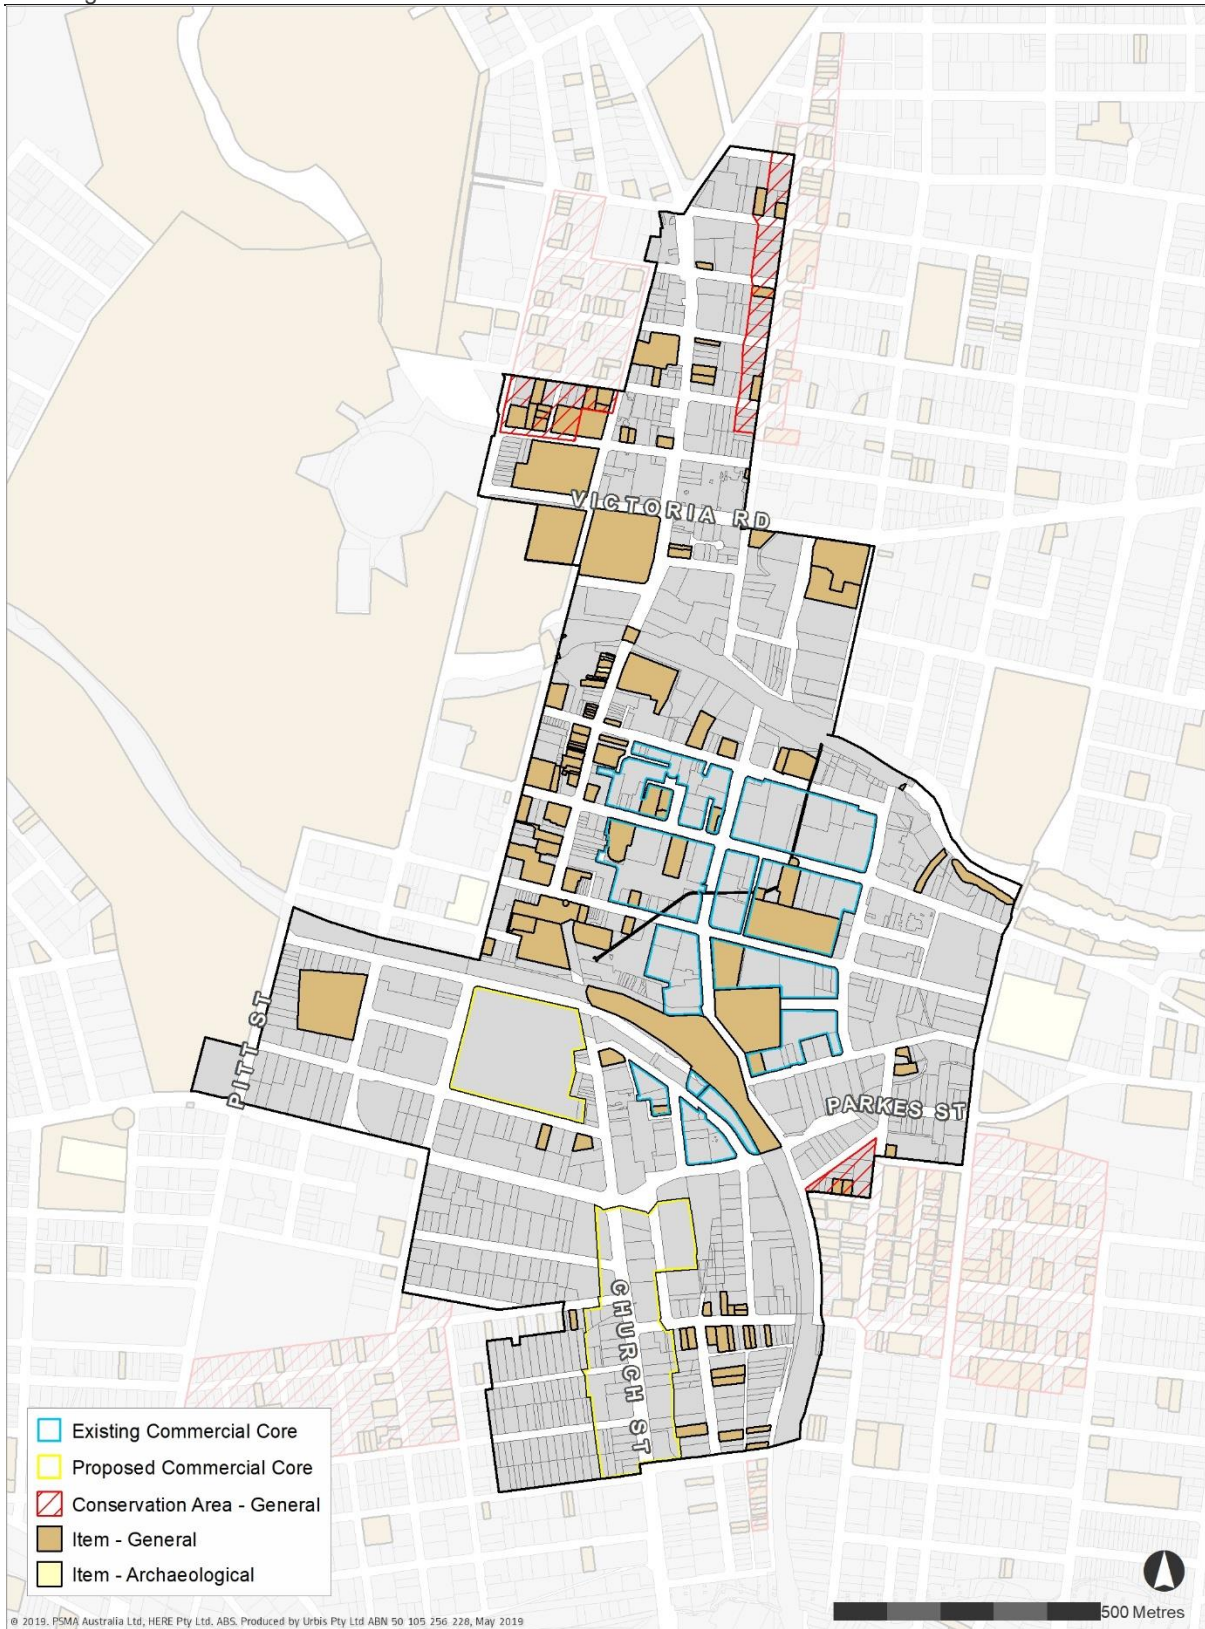 VICTORIA RD
PITT ST
PARKES ST
CHURCH ST
Existing Commercial Core
Proposed Commercial Core
Conservation Area - General
Item - General
Item - Archaeological
500 Metres
© 2019. PSMA Australia Ltd, HERE Pty Ltd. ABS. Produced by Urbis Pty Ltd ABN 50 105 256 228, May 2019